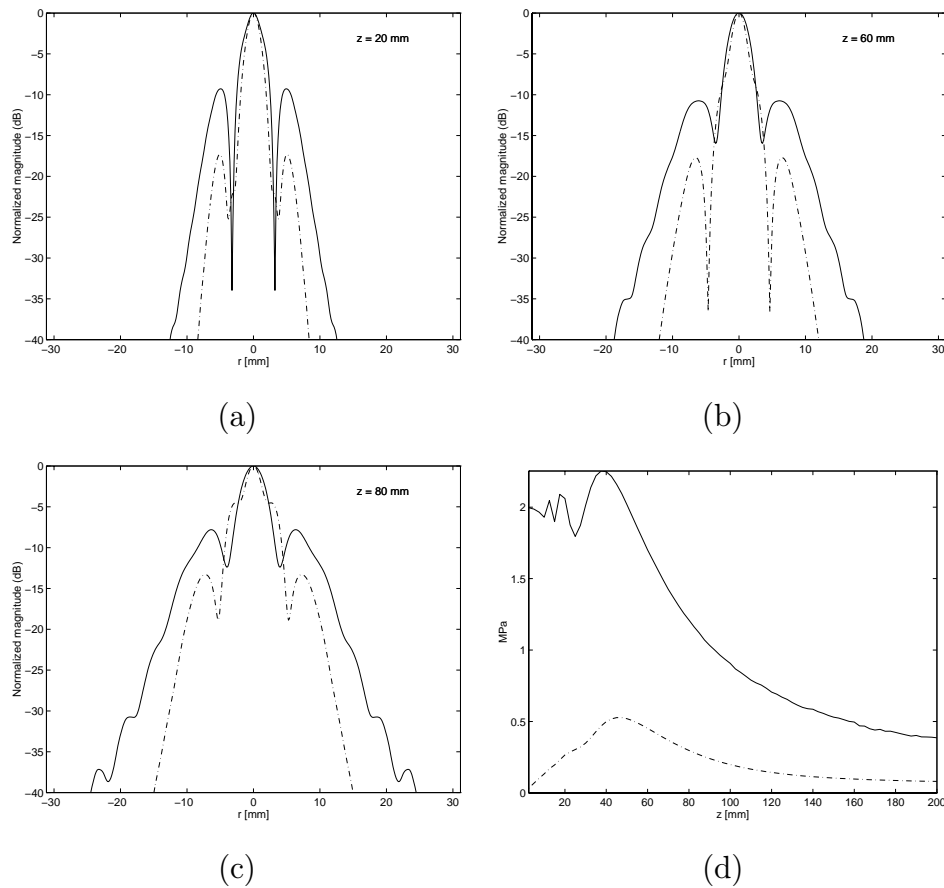 0
−5
−10
−15
−20
−25
−30
−35
−40
Normalized magnitude (dB)
z = 20 mm
−30 −20 −10 0 10 20 30
r [mm]
(a)
0
−5
−10
−15
−20
−25
−30
−35
−40
Normalized magnitude (dB)
z = 60 mm
−30 −20 −10 0 10 20 30
r [mm]
(b)
0
−5
−10
−15
−20
−25
−30
−35
−40
Normalized magnitude (dB)
z = 80 mm
−30 −20 −10 0 10 20 30
r [mm]
(c)
2
1.5
1
0.5
0
MPa
20 40 60 80 100 120 140 160 180 200
z [mm]
(d)